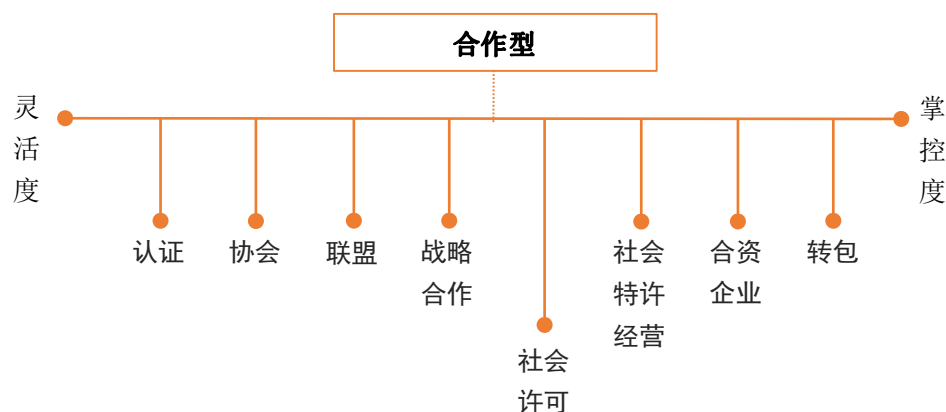 合作型
灵
活
度
掌
控
度
认证
协会
联盟
战略
合作
社会
许可
社会
特许
经营
合资
企业
转包